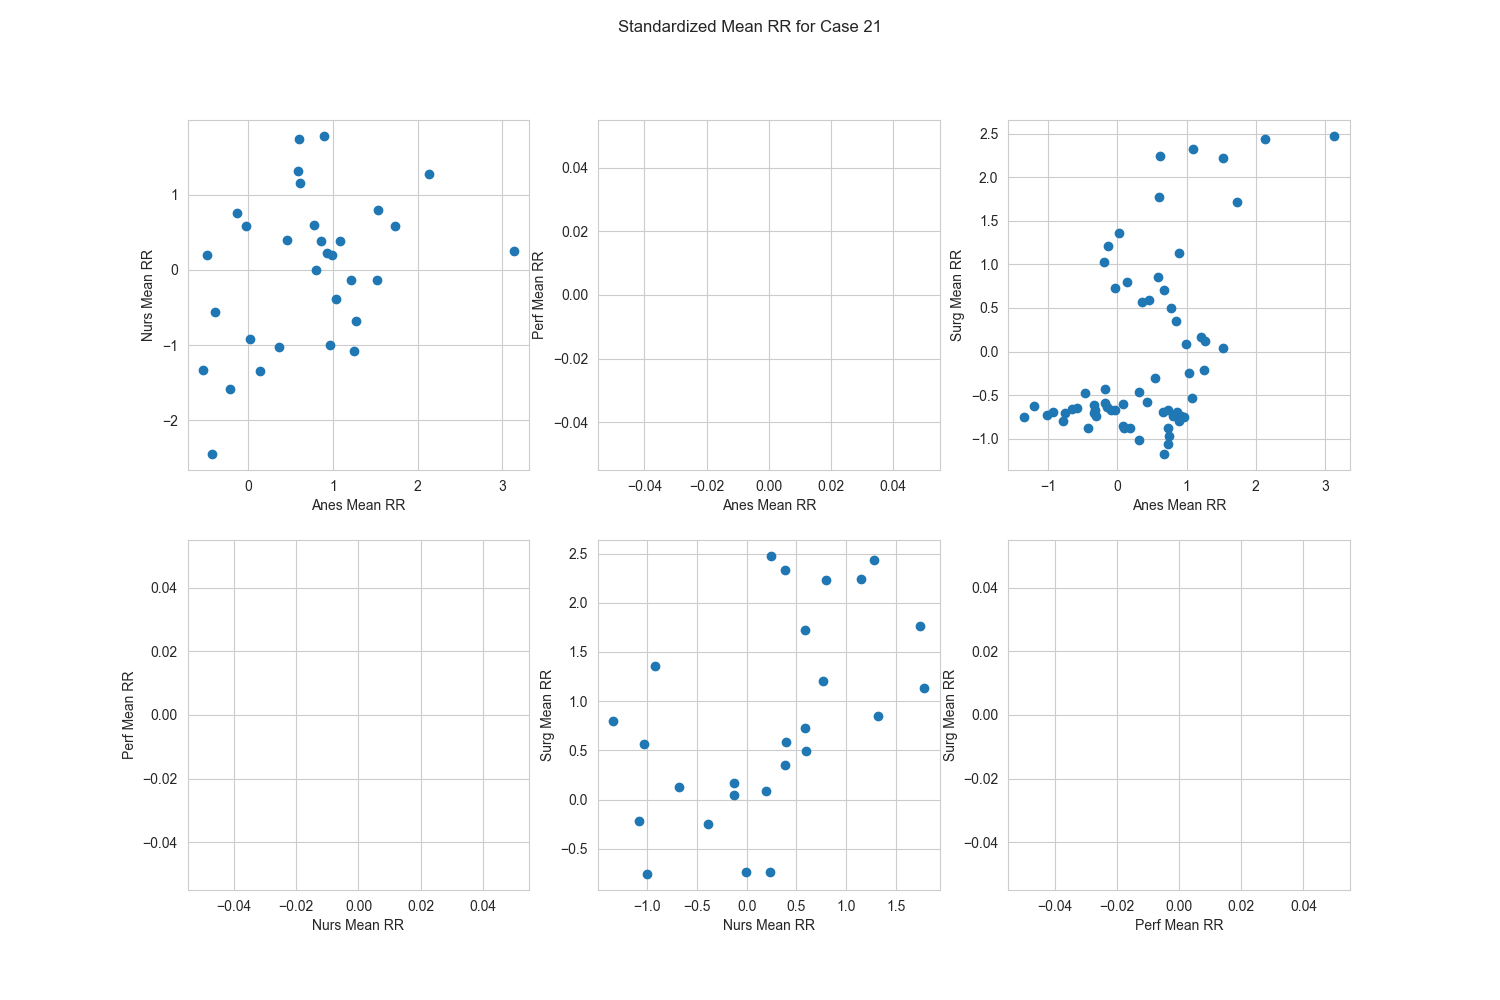 Standardized Mean RR for Case 21
1
0
−1
−2
Nurs Mean RR
0 1 2 3
Anes Mean RR
0.04
0.02
0.00
−0.02
−0.04
Perf Mean RR
−0.04 −0.02 0.00 0.02 0.04
Anes Mean RR
2.5
2.0
1.5
1.0
0.5
0.0
−0.5
−1.0
Surg Mean RR
−1 0 1 2 3
Anes Mean RR
0.04
0.02
0.00
−0.02
−0.04
Perf Mean RR
−0.04 −0.02 0.00 0.02 0.04
Nurs Mean RR
2.5
2.0
1.5
1.0
0.5
0.0
−0.5
Surg Mean RR
−1.0 −0.5 0.0 0.5 1.0 1.5
Nurs Mean RR
0.04
0.02
0.00
−0.02
−0.04
Surg Mean RR
−0.04 −0.02 0.00 0.02 0.04
Perf Mean RR